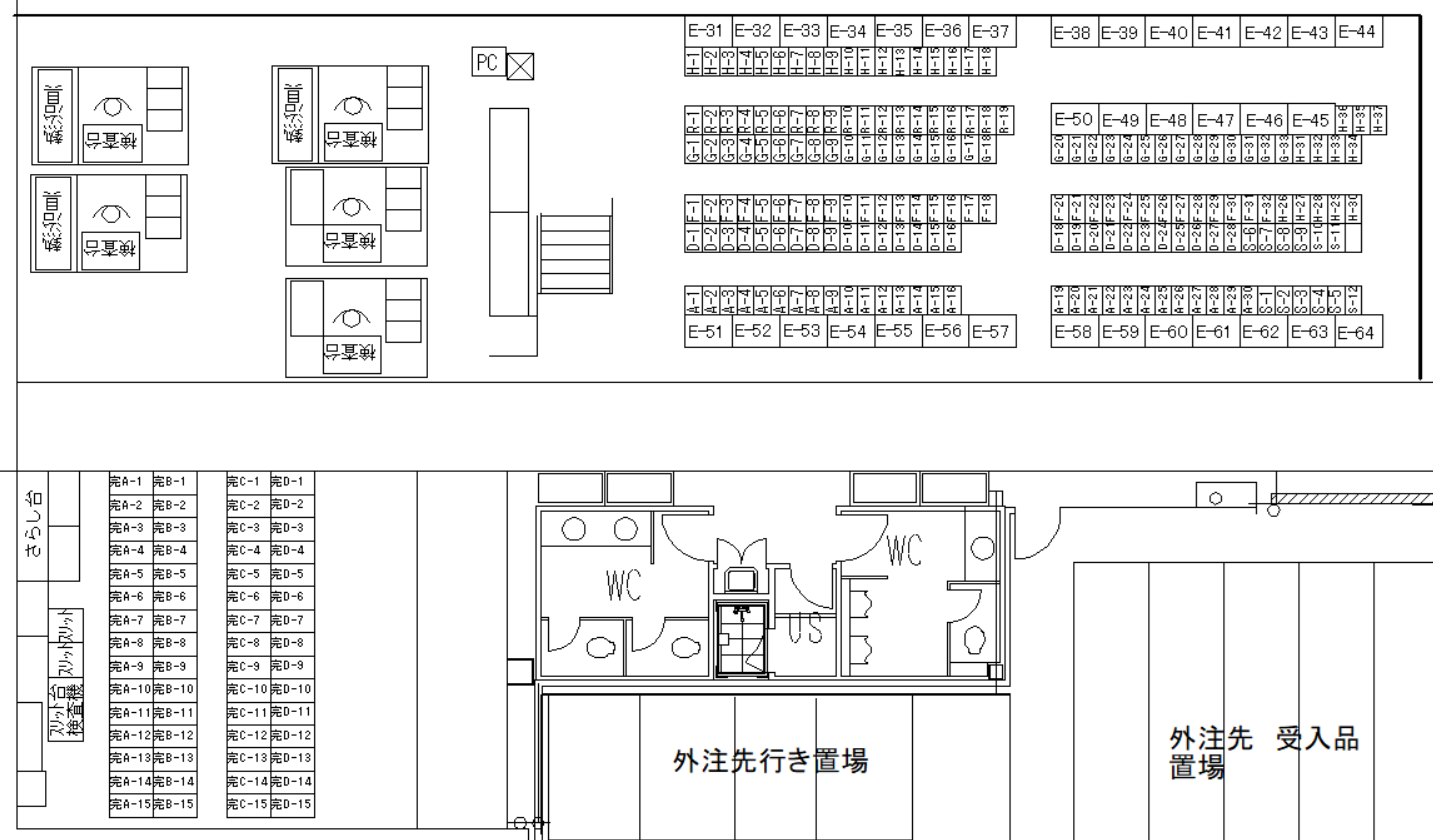 E-31 E-32 E-33 E-34 E-35 E-36 E-37 E-38 E-39 E-40 E-41 E-42 E-43 E-44
H-1 H-2 H-3 H-4 H-5 H-6 H-7 H-8 H-9 H-10 H-11 H-12 H-13 H-14 H-15 H-16 H-17 H-18
PC
検査台
検査台
R-1 R-2 R-3 R-4 R-5 R-6 R-7 R-8 R-9 R-10 R-11 R-12 R-13 R-14 R-15 R-16 R-17 R-18 R-19
E-50 E-49 E-48 E-47 E-46 E-45 H-36 H-35 H-37
G-1 G-2 G-3 G-4 G-5 G-6 G-7 G-8 G-9 G-10 G-11 G-12 G-13 G-14 G-15 G-16 G-17 G-18
G-20 G-21 G-22 G-23 G-24 G-25 G-26 G-27 G-28 G-29 G-30 G-31 G-32 G-33 H-31 H-32 H-33 H-34
検査台
検査台
F-1 F-2 F-3 F-4 F-5 F-6 F-7 F-8 F-9 F-10 F-11 F-12 F-13 F-14 F-15 F-16 F-17 F-18
F-20 F-21 F-22 F-23 F-24 F-25 F-26 F-27 F-28 F-29 F-30 F-31 F-32 H-26 H-27 H-28 H-29 H-30
D-1 D-2 D-3 D-4 D-5 D-6 D-7 D-8 D-9 D-10 D-11 D-12 D-13 D-14 D-15 D-16
D-18 D-19 D-20 D-21 D-22 D-23 D-24 D-25 D-26 D-27 D-28 S-6 S-7 S-8 S-9 S-10 S-11
検査台
A-1 A-2 A-3 A-4 A-5 A-6 A-7 A-8 A-9 A-10 A-11 A-12 A-13 A-14 A-15 A-16
A-19 A-20 A-21 A-22 A-23 A-24 A-25 A-26 A-27 A-28 A-29 A-30 S-1 S-2 S-3 S-4 S-5 S-12
E-51 E-52 E-53 E-54 E-55 E-56 E-57 E-58 E-59 E-60 E-61 E-62 E-63 E-64
さらし台
スリット
スリット
スリット台
検査機
完A-1 完B-1 完C-1 完D-1
完A-2 完B-2 完C-2 完D-2
完A-3 完B-3 完C-3 完D-3
完A-4 完B-4 完C-4 完D-4
完A-5 完B-5 完C-5 完D-5
完A-6 完B-6 完C-6 完D-6
完A-7 完B-7 完C-7 完D-7
完A-8 完B-8 完C-8 完D-8
完A-9 完B-9 完C-9 完D-9
完A-10 完B-10 完C-10 完D-10
完A-11 完B-11 完C-11 完D-11
完A-12 完B-12 完C-12 完D-12
完A-13 完B-13 完C-13 完D-13
完A-14 完B-14 完C-14 完D-14
完A-15 完B-15 完C-15 完D-15
WC
WC
US
外注先行き置場
外注先 受入品
置場